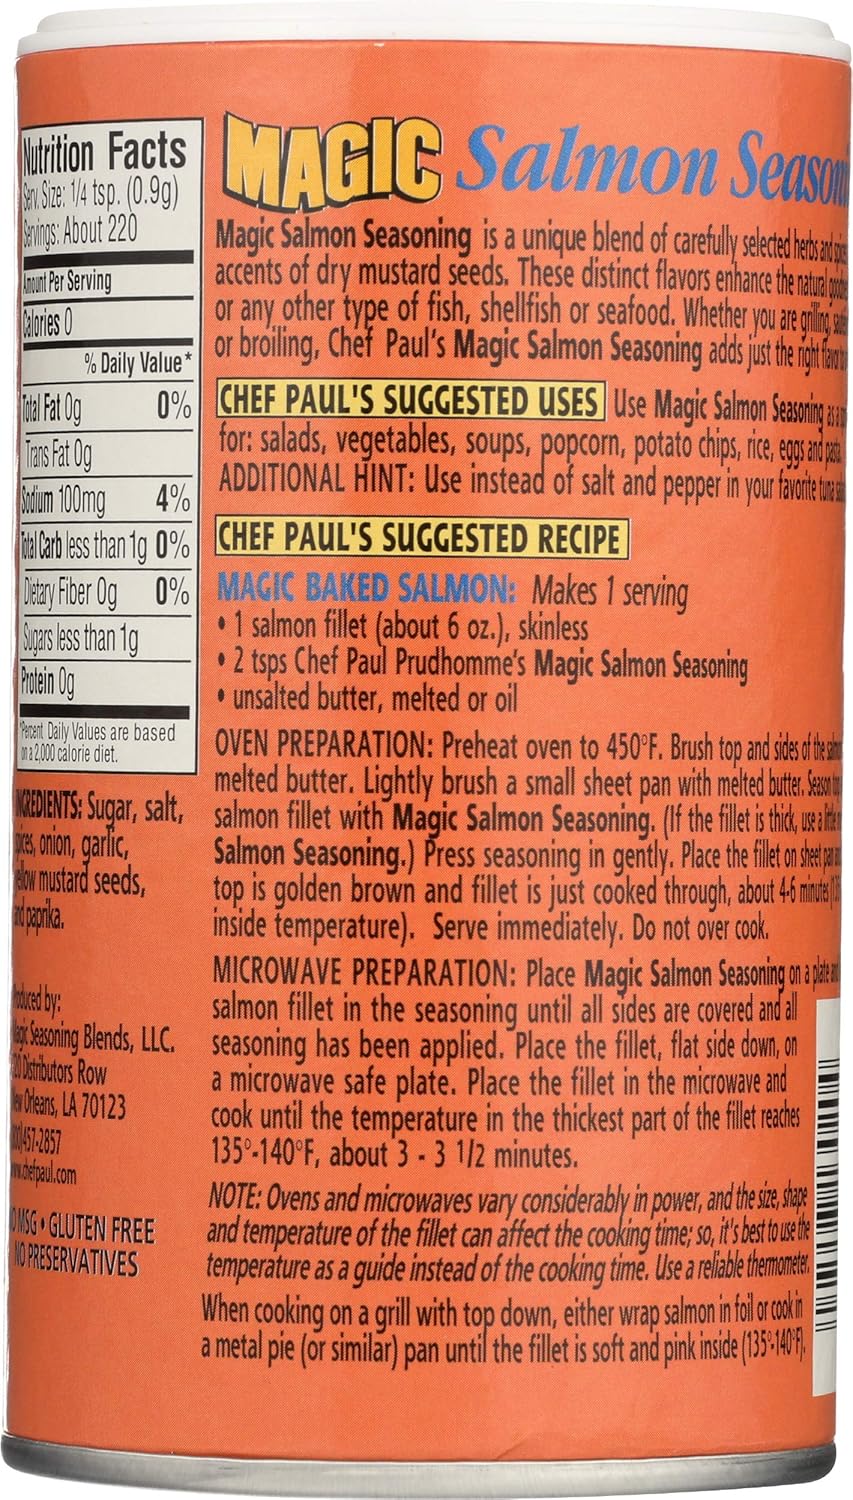 Nutrition Facts
Serv. Size: 1/4 tsp. (0.9g)
Servings: About 220
Amount Per Serving
Calories 0
% Daily Value*
Total Fat 0g 0%
Trans Fat 0g
Sodium 100mg 4%
Total Carb less than 1g 0%
Dietary Fiber 0g 0%
Sugars less than 1g
Protein 0g
*Percent Daily Values are based
on a 2,000 calorie diet.
INGREDIENTS: Sugar, salt,
spices, onion, garlic,
yellow mustard seeds,
and paprika.
Produced by:
Magic Seasoning Blends, LLC.
Distributors Row
New Orleans, LA 70123
457-2857
www.chefpaul.com
NO MSG • GLUTEN FREE
NO PRESERVATIVES
MAGIC Salmon Seasoni
Magic Salmon Seasoning is a unique blend of carefully selected herbs and spices
accents of dry mustard seeds. These distinct flavors enhance the natural goodness
or any other type of fish, shellfish or seafood. Whether you are grilling,
or broiling, Chef Paul's Magic Salmon Seasoning adds just the right flavor
CHEF PAUL'S SUGGESTED USES Use Magic Salmon Seasoning as a
for: salads, vegetables, soups, popcorn, potato chips, rice, eggs and pasta.
ADDITIONAL HINT: Use instead of salt and pepper in your favorite tuna
CHEF PAUL'S SUGGESTED RECIPE
MAGIC BAKED SALMON: Makes 1 serving
• 1 salmon fillet (about 6 oz.), skinless
• 2 tsps Chef Paul Prudhomme's Magic Salmon Seasoning
• unsalted butter, melted or oil
OVEN PREPARATION: Preheat oven to 450°F. Brush top and sides of the salmon
melted butter. Lightly brush a small sheet pan with melted butter. Season top
salmon fillet with Magic Salmon Seasoning. (If the fillet is thick, use a little
Salmon Seasoning.) Press seasoning in gently. Place the fillet on sheet pan
top is golden brown and fillet is just cooked through, about 4-6 minutes
inside temperature). Serve immediately. Do not over cook.
MICROWAVE PREPARATION: Place Magic Salmon Seasoning on a plate and
salmon fillet in the seasoning until all sides are covered and all
seasoning has been applied. Place the fillet, flat side down, on
a microwave safe plate. Place the fillet in the microwave and
cook until the temperature in the thickest part of the fillet reaches
135°-140°F, about 3 - 3 1/2 minutes.
NOTE: Ovens and microwaves vary considerably in power, and the size, shape
and temperature of the fillet can affect the cooking time; so, it's best to use the
temperature as a guide instead of the cooking time. Use a reliable thermometer.
When cooking on a grill with top down, either wrap salmon in foil or cook in
a metal pie (or similar) pan until the fillet is soft and pink inside (135°-140°F).